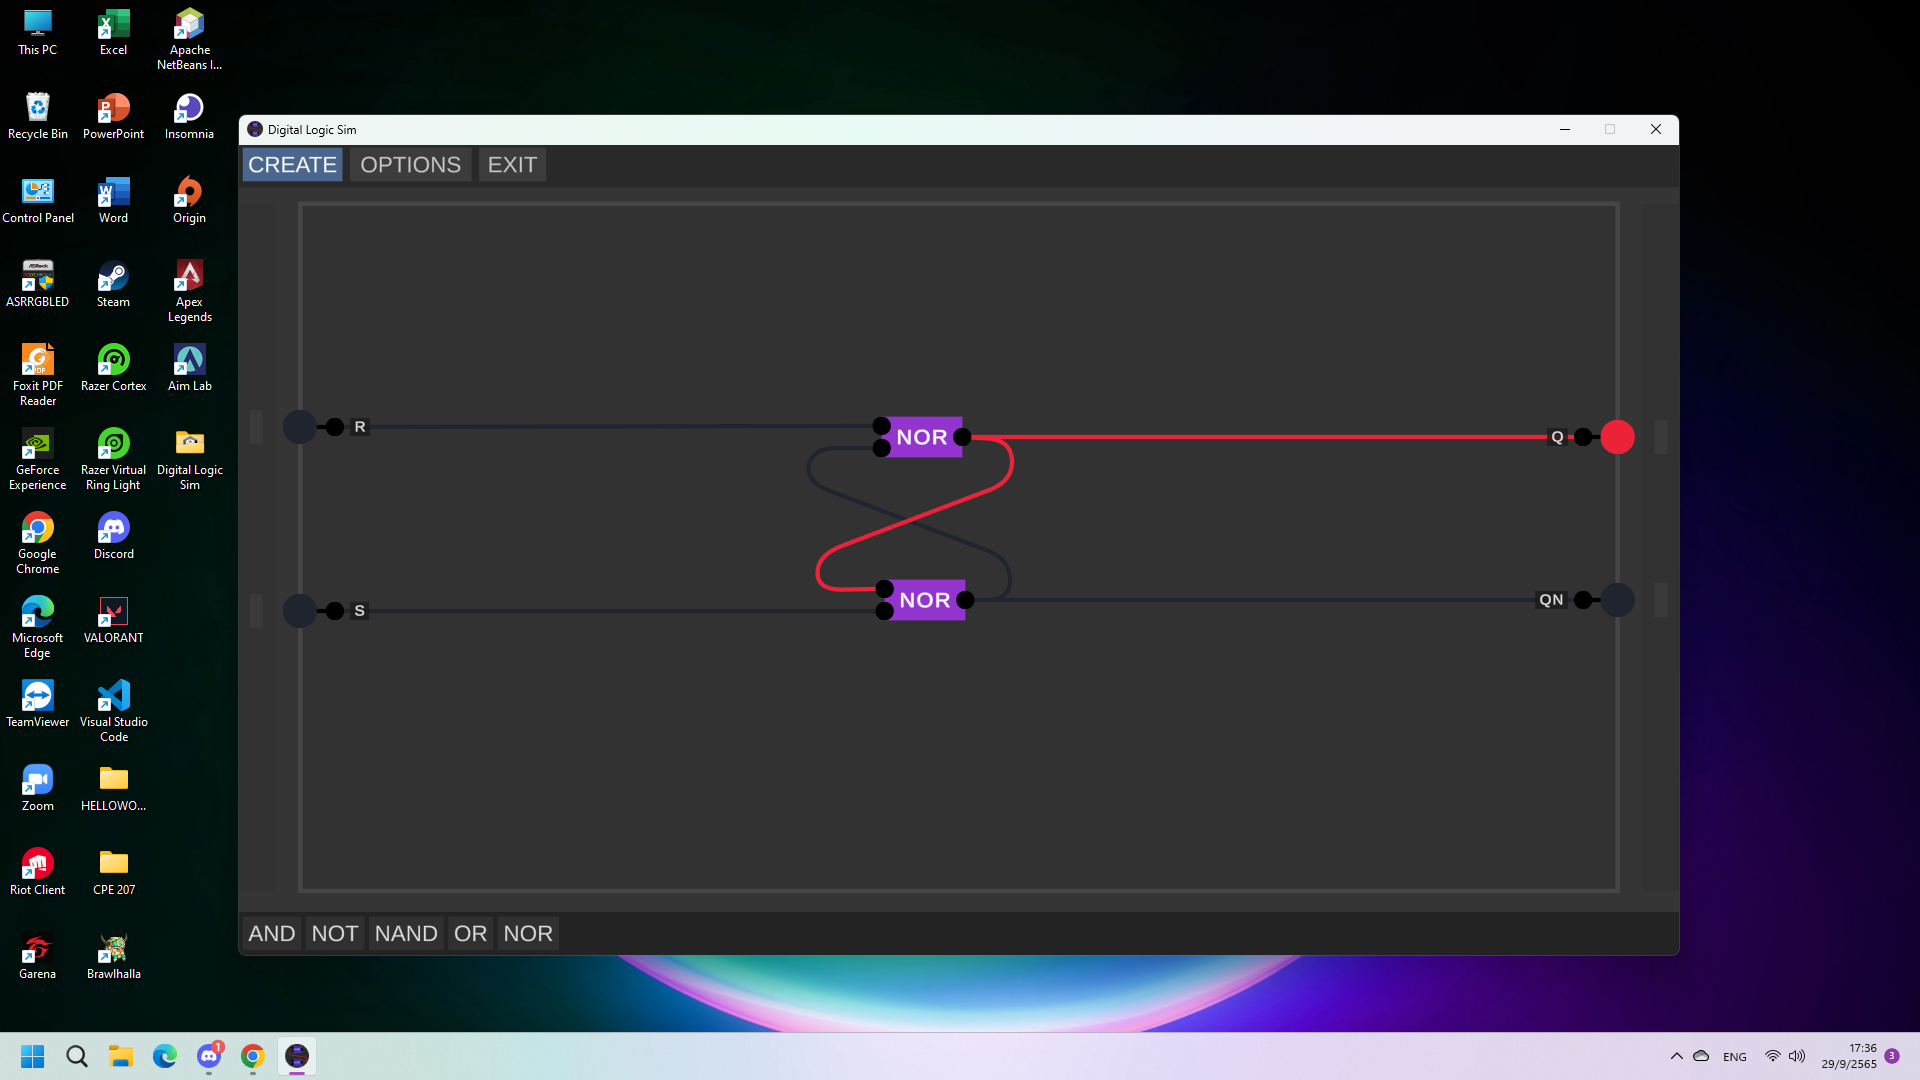 This PC
Excel
Apache
NetBeans I...
Recycle Bin
PowerPoint
Insomnia
Control Panel
Word
Origin
ASRRGBLED
Steam
Apex
Legends
Foxit PDF
Reader
Razer Cortex
Aim Lab
GeForce
Experience
Razer Virtual
Ring Light
Digital Logic
Sim
Google
Chrome
Discord
Microsoft
Edge
VALORANT
TeamViewer
Visual Studio
Code
Zoom
HELLOWO...
Riot Client
CPE 207
Garena
Brawlhalla
Digital Logic Sim
CREATE OPTIONS EXIT
R
NOR
Q
S
NOR
QN
AND NOT NAND OR NOR
1
ENG
17:36
29/9/2565
3